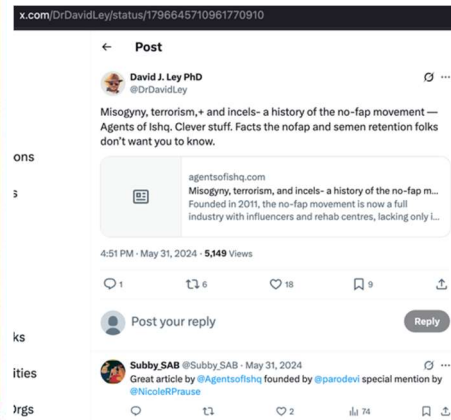 x.com/DrDavidLey/status/1796645710961770910
← Post
David J. Ley PhD
@DrDavidLey
Misogyny, terrorism,+ and incels- a history of the no-fap movement —
Agents of Ishq. Clever stuff. Facts the nofap and semen retention folks
don't want you to know.
agentsofishq.com
Misogyny, terrorism, and incels- a history of the no-fap m...
Founded in 2011, the no-fap movement is now a full
industry with influencers and rehab centres, lacking only i...
4:51 PM · May 31, 2024 · 5,149 Views
1 6 18 9
Post your reply
Reply
Subby_SAB @Subby_SAB · May 31, 2024
Great article by @AgentsofIshq founded by @parodevi special mention by
@NicoleRPrause
2 74
ons
s
ks
ities
Orgs